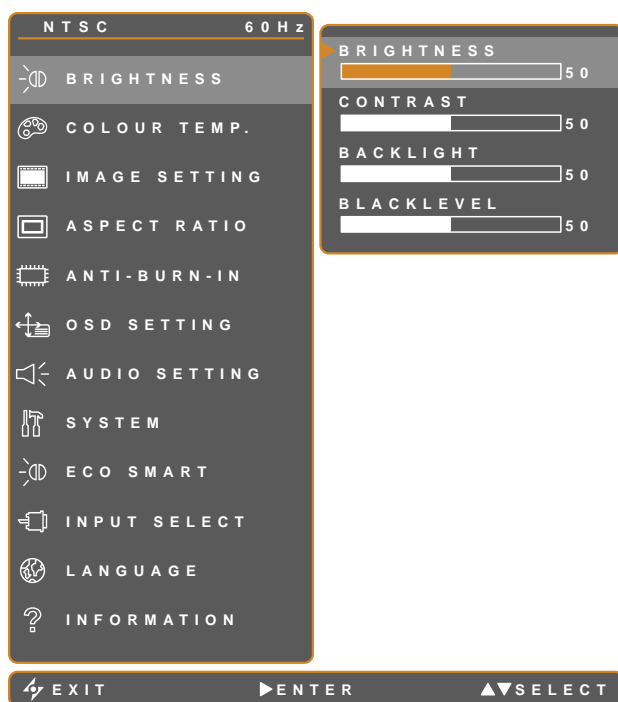 NTSC 60Hz
BRIGHTNESS
COLOUR TEMP.
IMAGE SETTING
ASPECT RATIO
ANTI-BURN-IN
OSD SETTING
AUDIO SETTING
SYSTEM
ECO SMART
INPUT SELECT
LANGUAGE
INFORMATION
BRIGHTNESS
50
CONTRAST
50
BACKLIGHT
50
BLACKLEVEL
50
EXIT ENTER SELECT